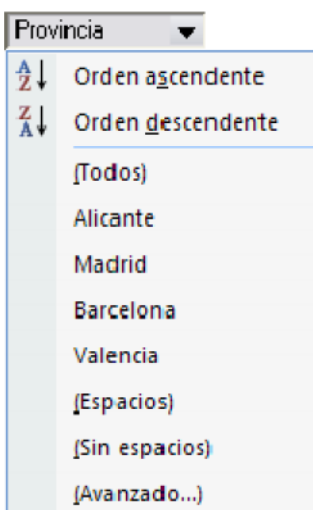 Provincia
A
Z Orden ascendente
Z
A Orden descendente
(Todos)
Alicante
Madrid
Barcelona
Valencia
(Espacios)
(Sin espacios)
(Avanzado...)